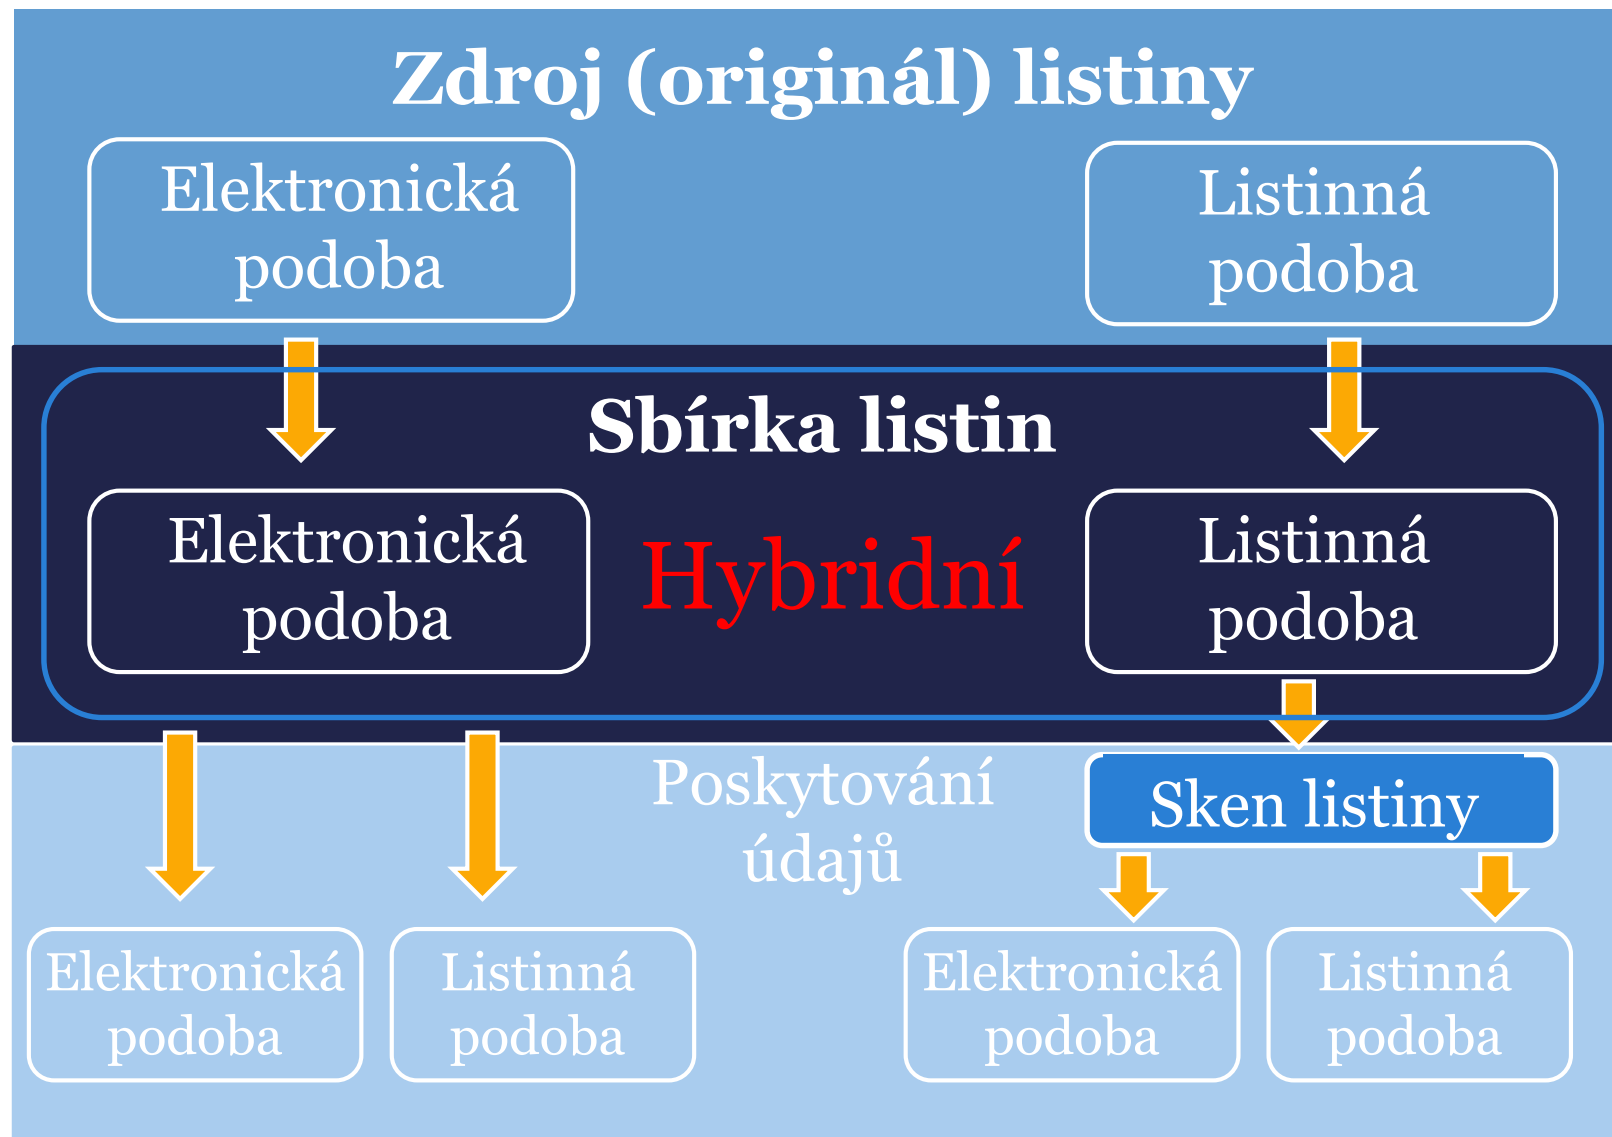 Zdroj (originál) listiny
Elektronická
podoba
Listinná
podoba
Sbírka listin
Elektronická
podoba
Hybridní
Listinná
podoba
Poskytování
údajů
Sken listiny
Elektronická
podoba
Listinná
podoba
Elektronická
podoba
Listinná
podoba